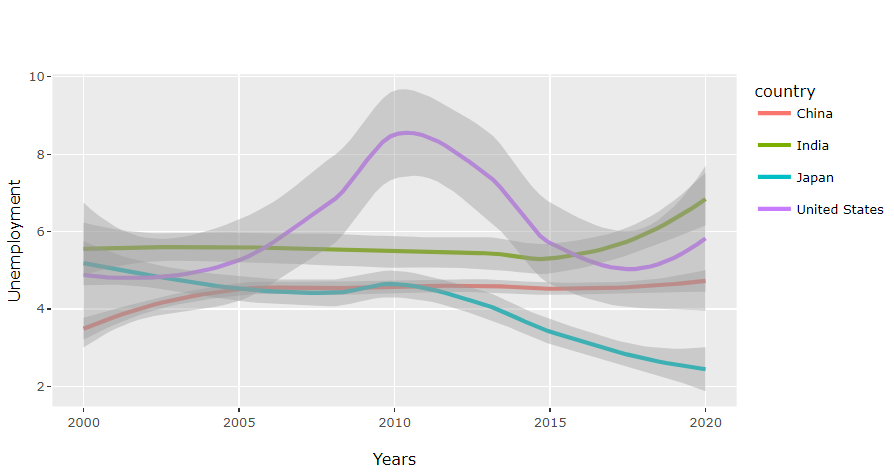 10
8
6
4
2
Unemployment
2000 2005 2010 2015 2020
Years
country
China
India
Japan
United States